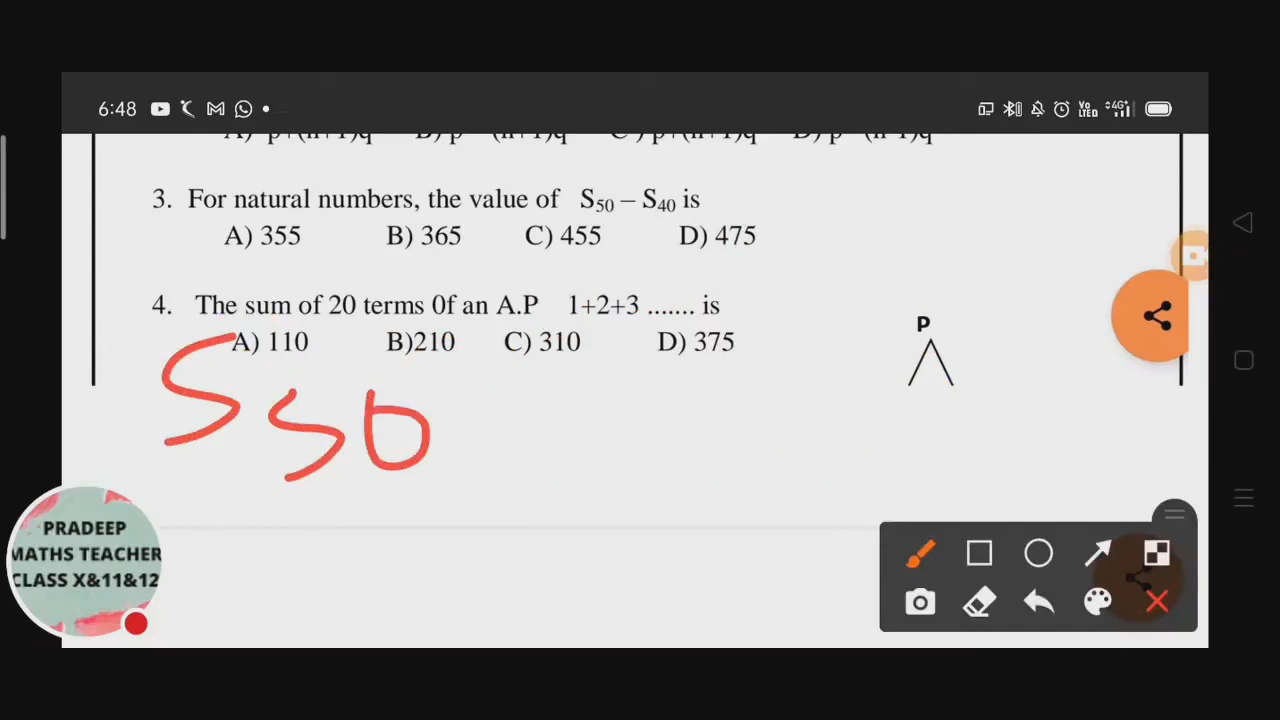 6:48
3. For natural numbers, the value of S₅₀ – S₄₀ is
A) 355 B) 365 C) 455 D) 475
4. The sum of 20 terms 0f an A.P 1+2+3 ....... is
A) 110 B)210 C) 310 D) 375
P
S 50
PRADEEP
MATHS TEACHER
CLASS X&11&12